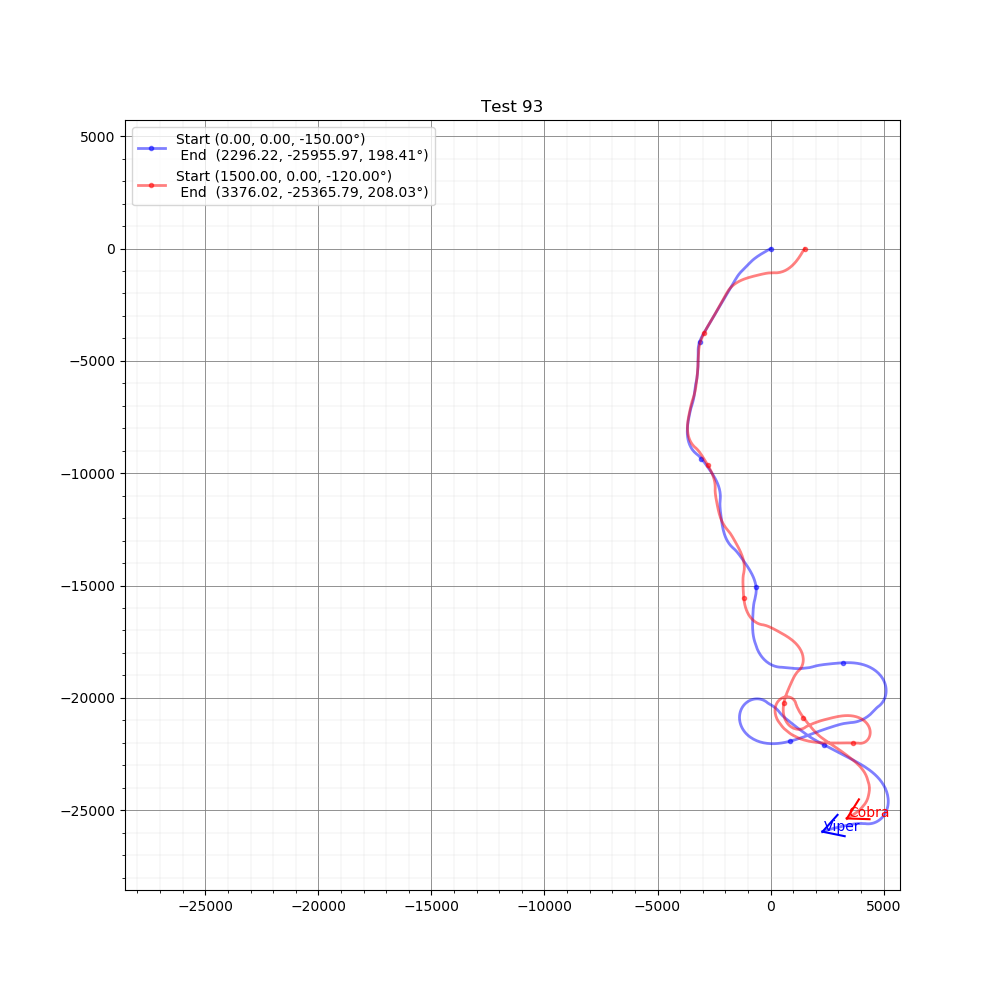 Test 93
Start (0.00, 0.00, -150.00°)
End (2296.22, -25955.97, 198.41°)
Start (1500.00, 0.00, -120.00°)
End (3376.02, -25365.79, 208.03°)
5000
0
−5000
−10000
−15000
−20000
−25000
Cobra
Viper
−25000 −20000 −15000 −10000 −5000 0 5000